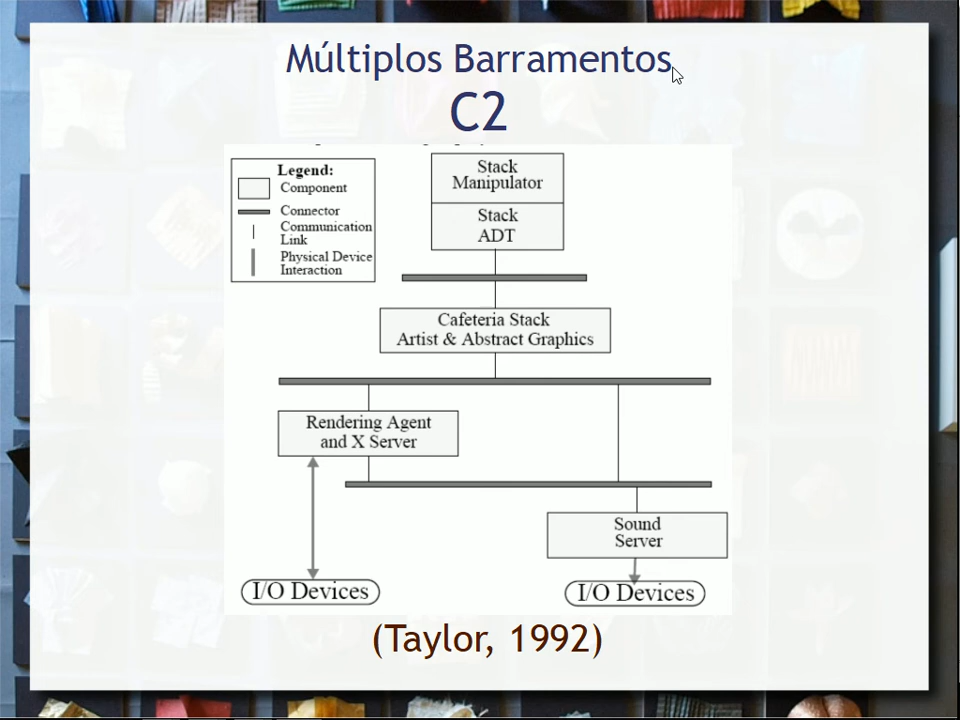 Múltiplos Barramentos
C2
Legend:
Component
Connector
Communication
Link
Physical Device
Interaction
Stack
Manipulator
Stack
ADT
Cafeteria Stack
Artist & Abstract Graphics
Rendering Agent
and X Server
Sound
Server
I/O Devices
I/O Devices
(Taylor, 1992)